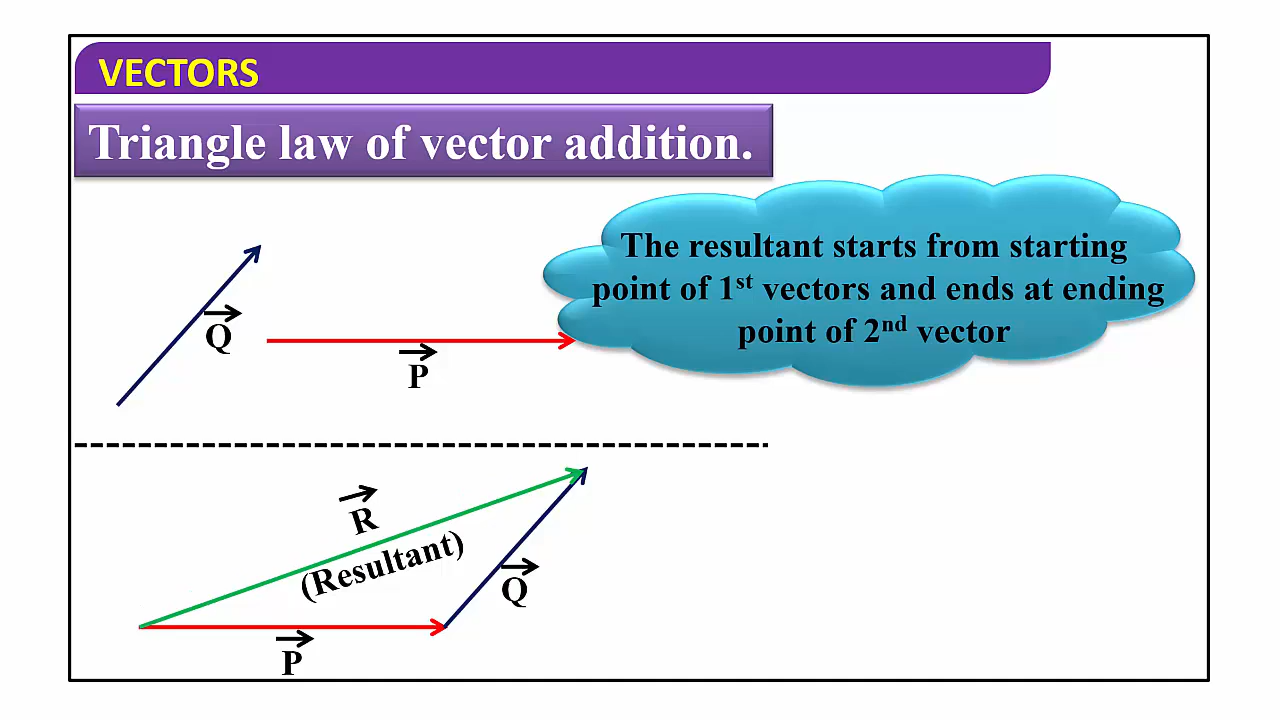 VECTORS
Triangle law of vector addition.
The resultant starts from starting
point of 1st vectors and ends at ending
point of 2nd vector
Q
P
R
(Resultant)
Q
P